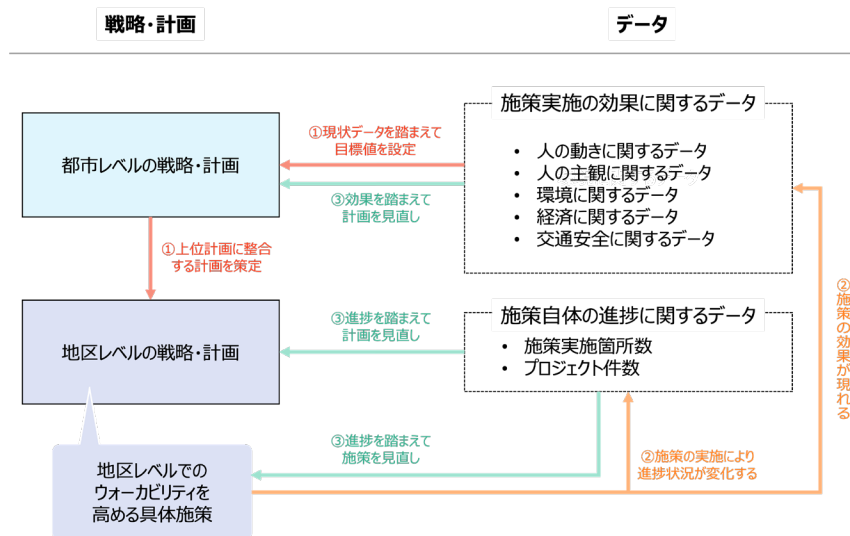 戦略・計画
データ
都市レベルの戦略・計画
①現状データを踏まえて
目標値を設定
③効果を踏まえて
計画を見直し
施策実施の効果に関するデータ
• 人の動きに関するデータ
• 人の主観に関するデータ
• 環境に関するデータ
• 経済に関するデータ
• 交通安全に関するデータ
①上位計画に整合
する計画を策定
地区レベルの戦略・計画
③進捗を踏まえて
計画を見直し
施策自体の進捗に関するデータ
• 施策実施箇所数
• プロジェクト件数
②施策の効果が現れる
地区レベルでの
ウォーカビリティを
高める具体施策
③進捗を踏まえて
施策を見直し
②施策の実施により
進捗状況が変化する